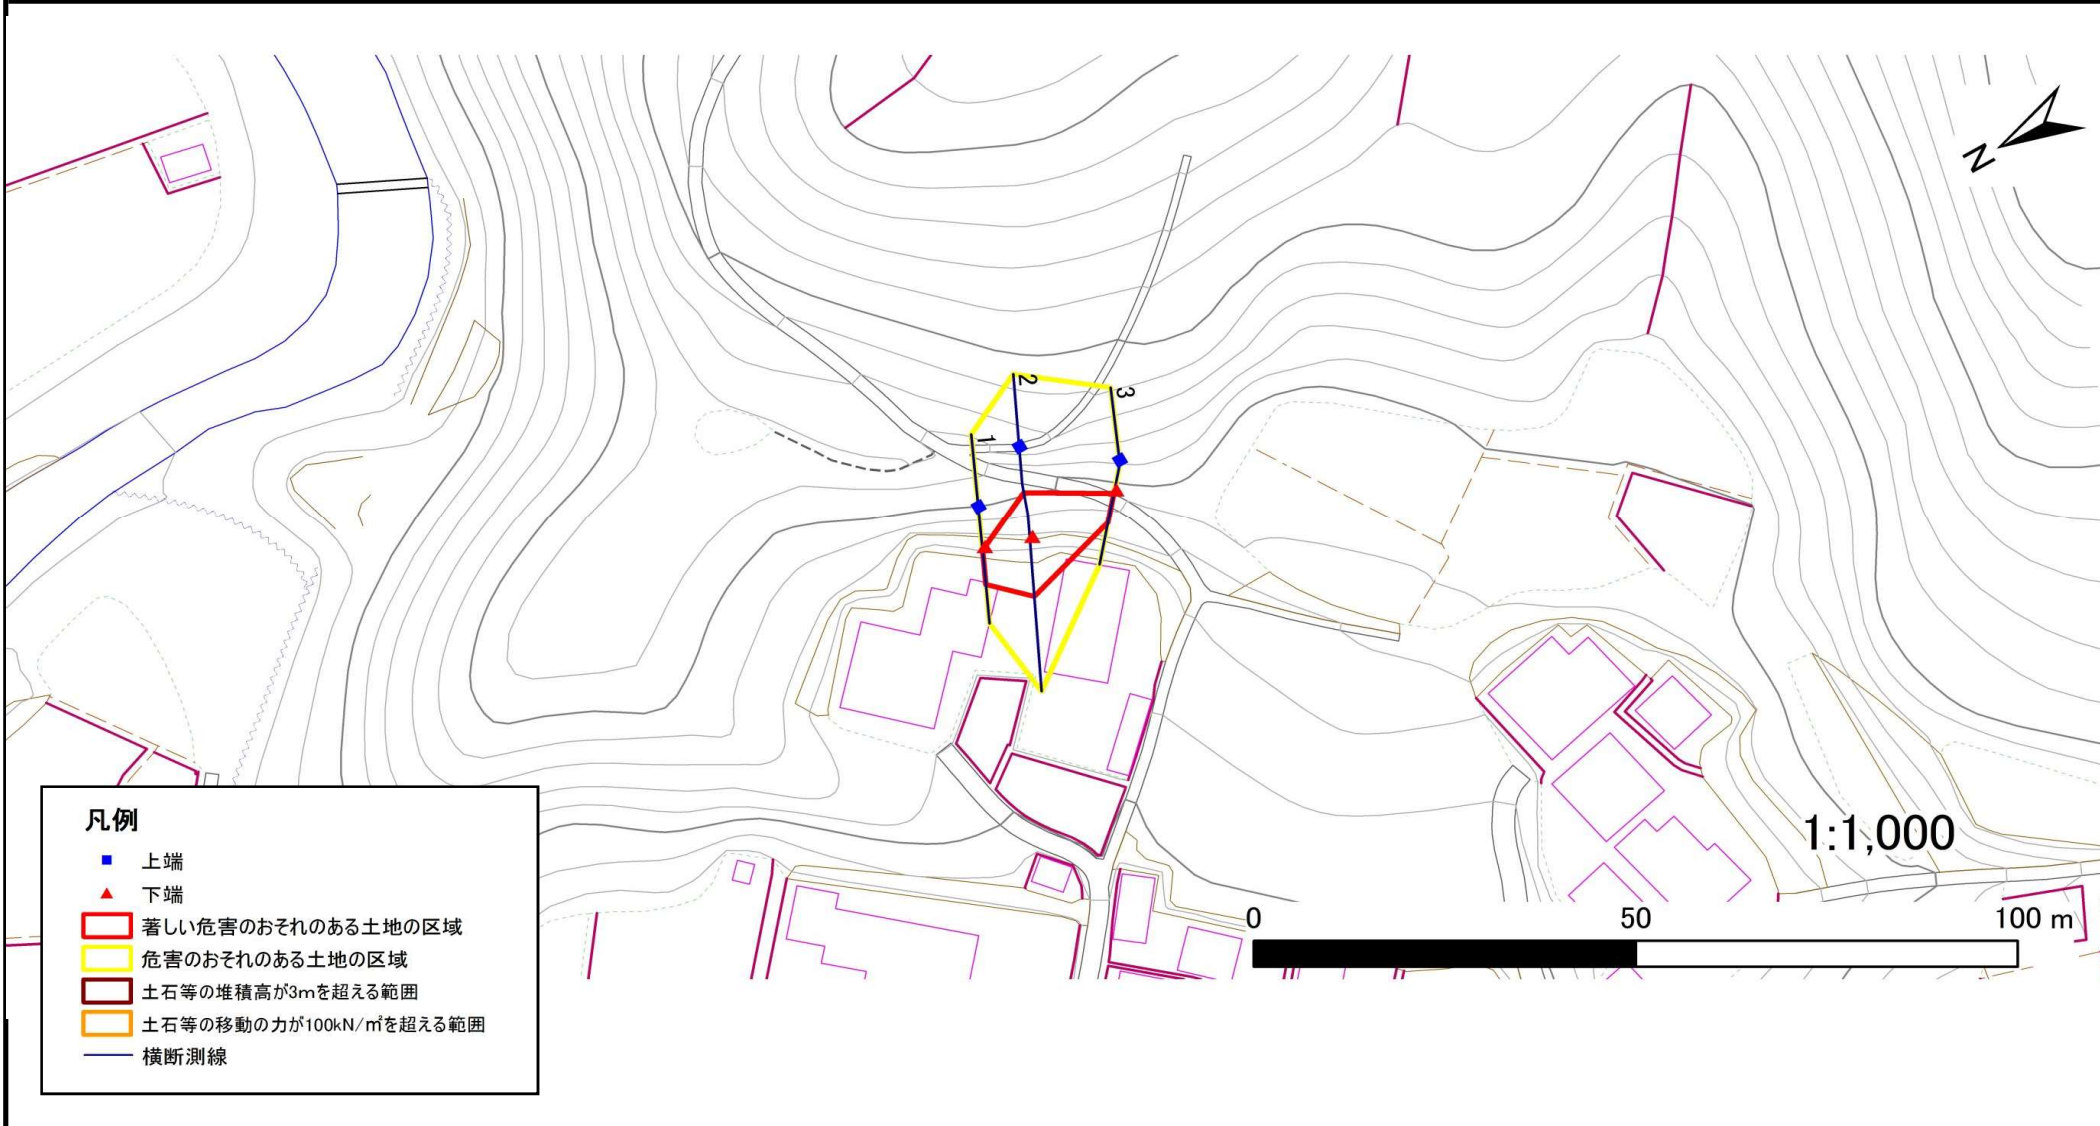 N
2
3
1
1:1,000
0 50 100 m
凡例
上端
下端
著しい危害のおそれのある土地の区域
危害のおそれのある土地の区域
土石等の堆積高が3mを超える範囲
土石等の移動の力が100kN/㎡を超える範囲
横断測線